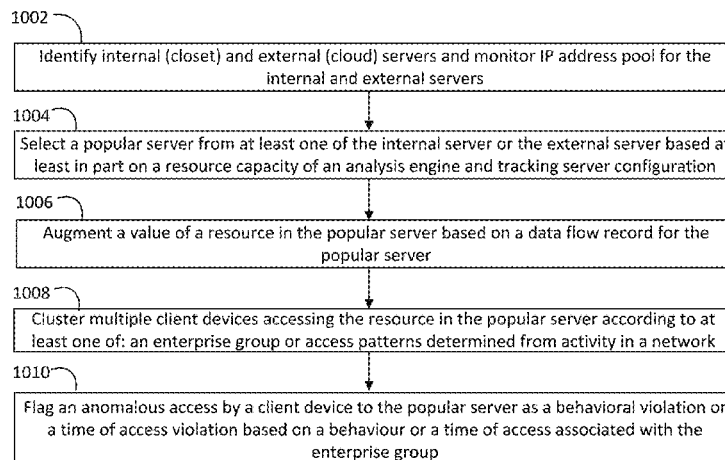 1002
Identify internal (closet) and external (cloud) servers and monitor IP address pool for the
internal and external servers
1004
Select a popular server from at least one of the internal server or the external server based at
least in part on a resource capacity of an analysis engine and tracking server configuration
1006
Augment a value of a resource in the popular server based on a data flow record for the
popular server
1008
Cluster multiple client devices accessing the resource in the popular server according to at
least one of: an enterprise group or access patterns determined from activity in a network
1010
Flag an anomalous access by a client device to the popular server as a behavioral violation or
a time of access violation based on a behaviour or a time of access associated with the
enterprise group